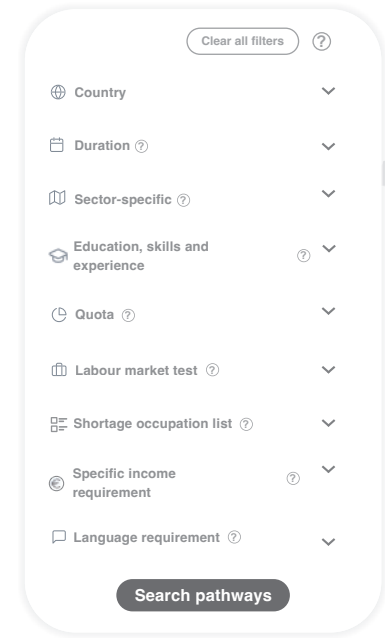 Clear all filters ?
Country
Duration ?
Sector-specific ?
Education, skills and
experience ?
Quota ?
Labour market test ?
Shortage occupation list ?
Specific income
requirement ?
Language requirement ?
Search pathways